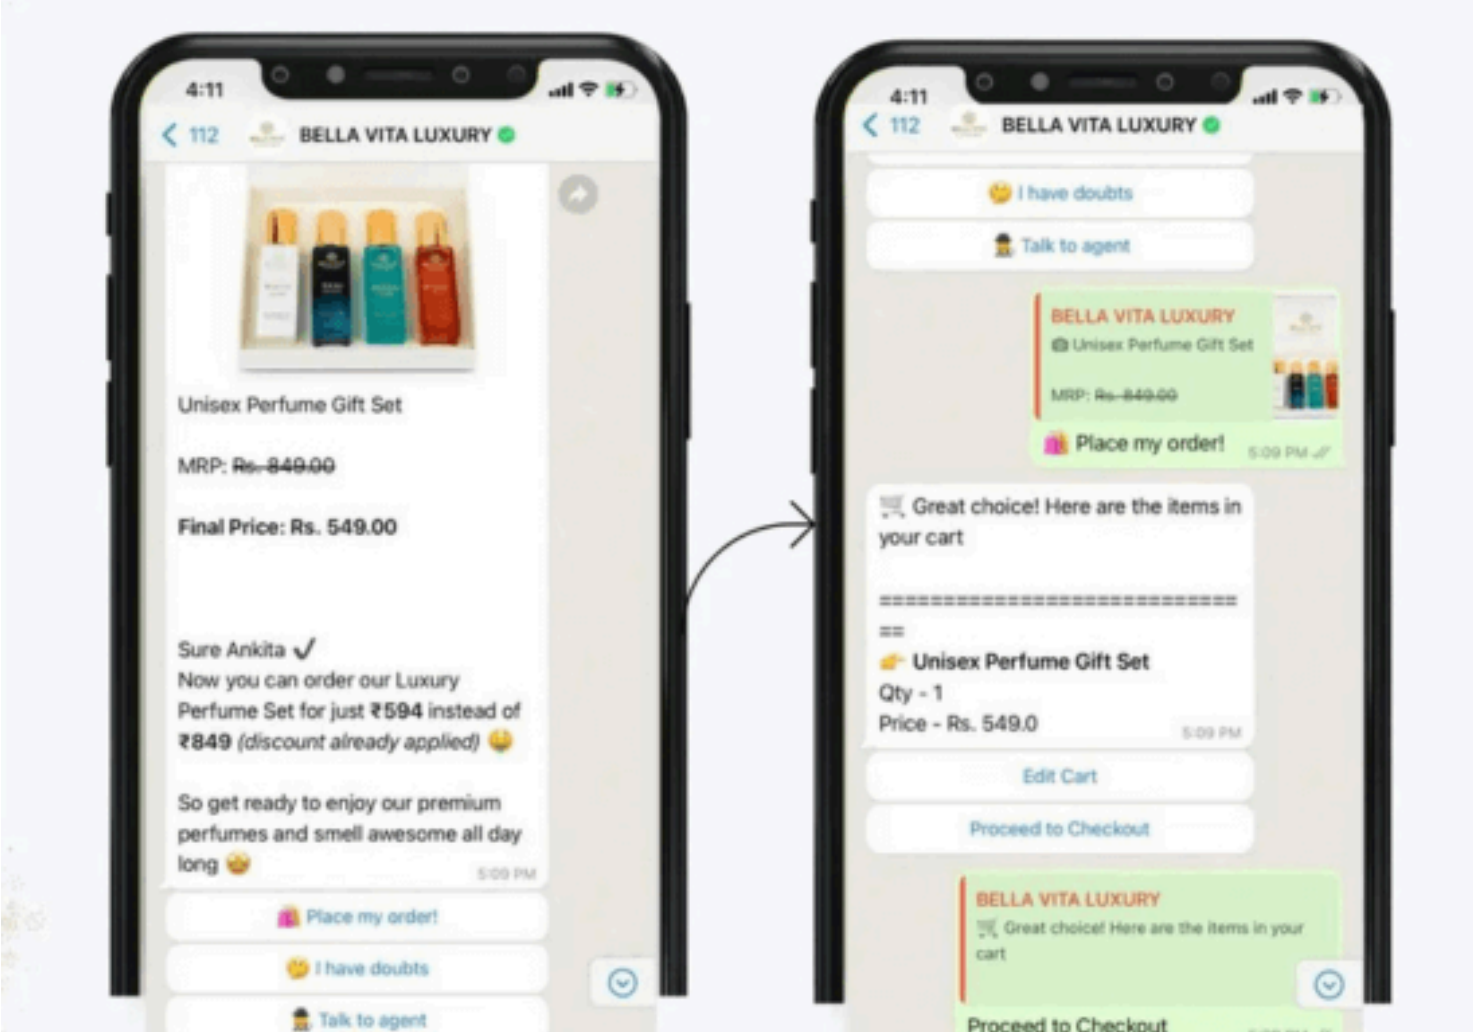 4:11
112 BELLA VITA LUXURY
Unisex Perfume Gift Set
MRP: Rs. 849.00
Final Price: Rs. 549.00
Sure Ankita ✔
Now you can order our Luxury
Perfume Set for just ₹594 instead of
₹849 (discount already applied) 🤑
So get ready to enjoy our premium
perfumes and smell awesome all day
long 🤩
5:09 PM
🛍️ Place my order!
🤔 I have doubts
🕵️ Talk to agent
4:11
112 BELLA VITA LUXURY
🤔 I have doubts
🕵️ Talk to agent
BELLA VITA LUXURY
📷 Unisex Perfume Gift Set
MRP: Rs. 849.00
🛍️ Place my order!
5:09 PM
🛒 Great choice! Here are the items in
your cart
============================
==
👉 Unisex Perfume Gift Set
Qty - 1
Price - Rs. 549.0
5:09 PM
Edit Cart
Proceed to Checkout
BELLA VITA LUXURY
🛒 Great choice! Here are the items in your
cart
Proceed to Checkout